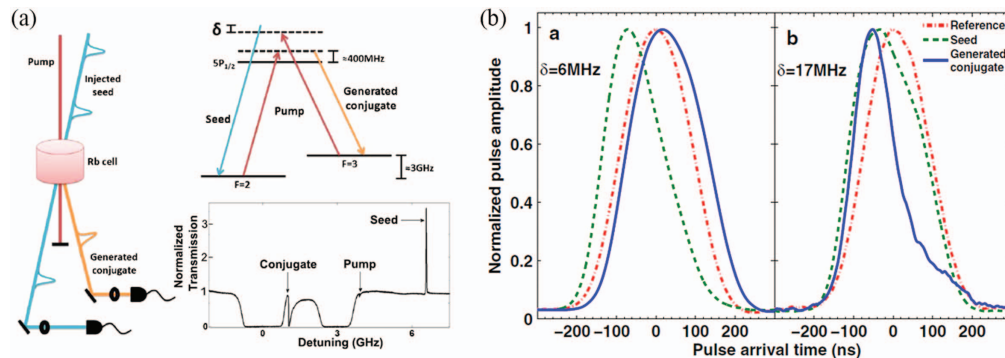 (a)
Pump
Injected
seed
Rb cell
Generated
conjugate
δ
5P1/2
≈400MHz
Seed
Pump
Generated
conjugate
F=3
F=2
≈3GHz
Normalized
Transmission
3
2
1
0
Seed
Conjugate
Pump
0
3
6
Detuning (GHz)
(b)
Normalized pulse amplitude
1
0.8
0.6
0.4
0.2
0
a
δ=6MHz
b
δ=17MHz
Reference
Seed
Generated
conjugate
-200 -100 0 100 200
-200 -100 0 100 200
Pulse arrival time (ns)